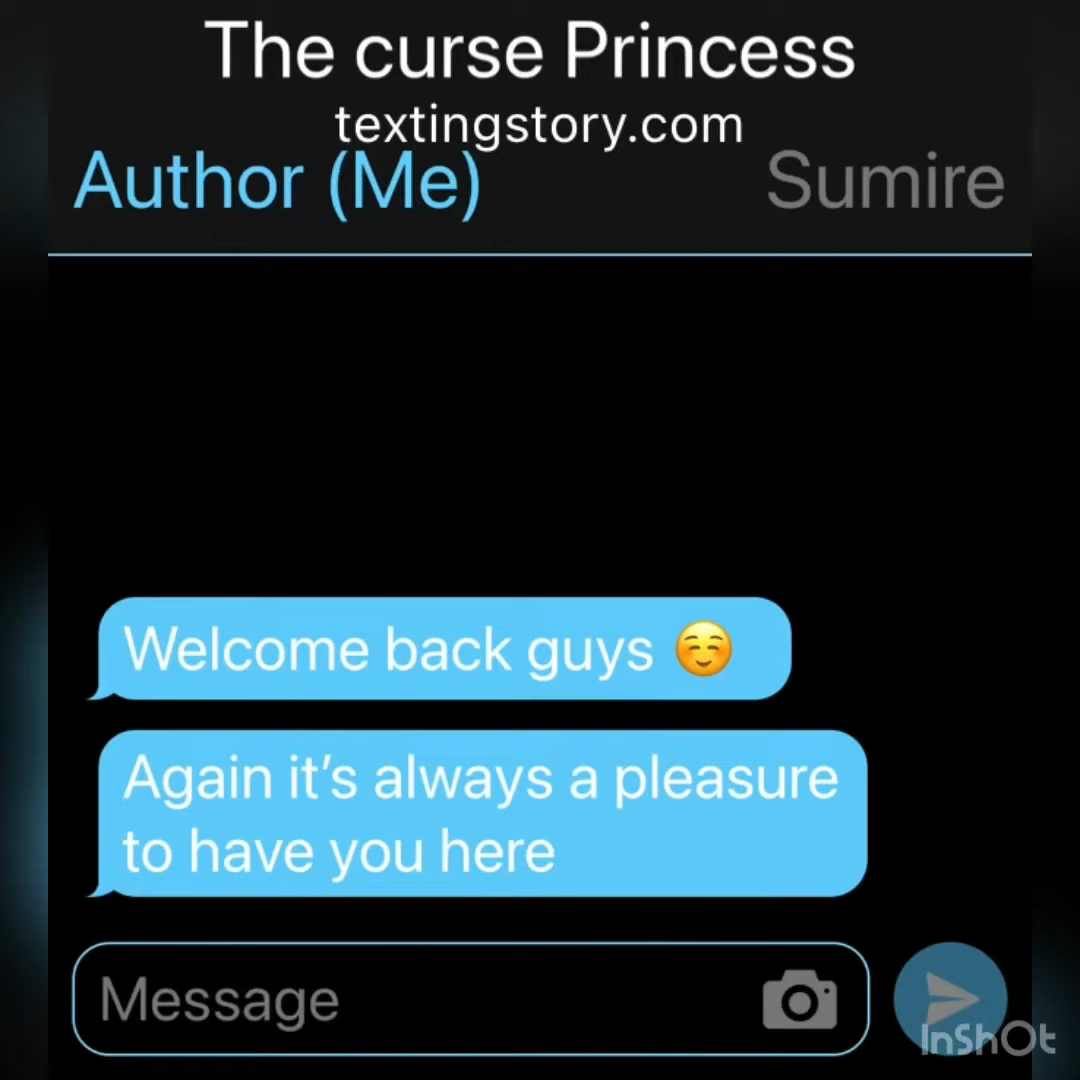 The curse Princess
textingstory.com
Author (Me) Sumire
Welcome back guys ☺️
Again it’s always a pleasure
to have you here
Message
InShOt